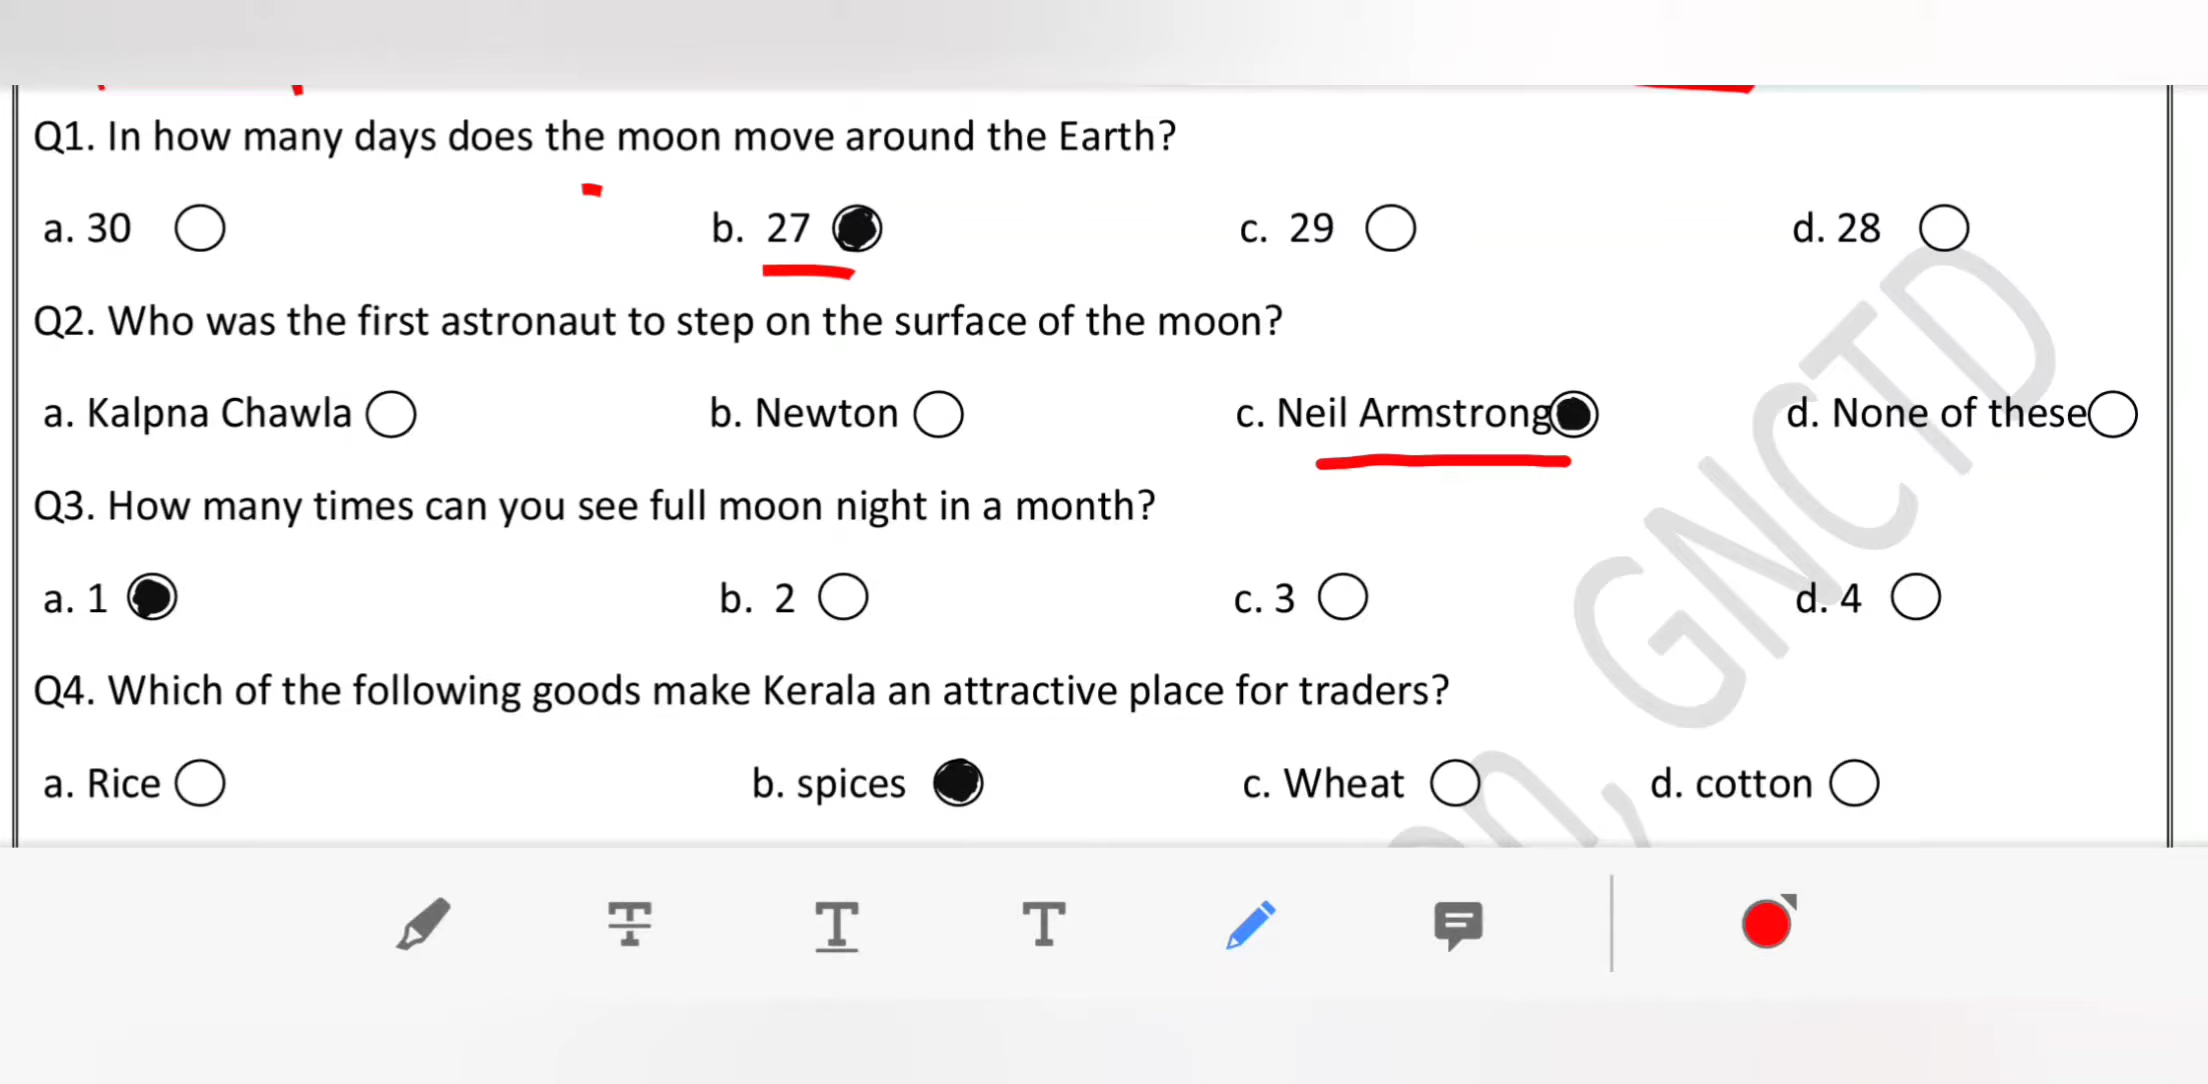 Q1. In how many days does the moon move around the Earth?
a. 30 b. 27 c. 29 d. 28
Q2. Who was the first astronaut to step on the surface of the moon?
a. Kalpna Chawla b. Newton c. Neil Armstrong d. None of these
Q3. How many times can you see full moon night in a month?
a. 1 b. 2 c. 3 d. 4
Q4. Which of the following goods make Kerala an attractive place for traders?
a. Rice b. spices c. Wheat d. cotton
GNCTD